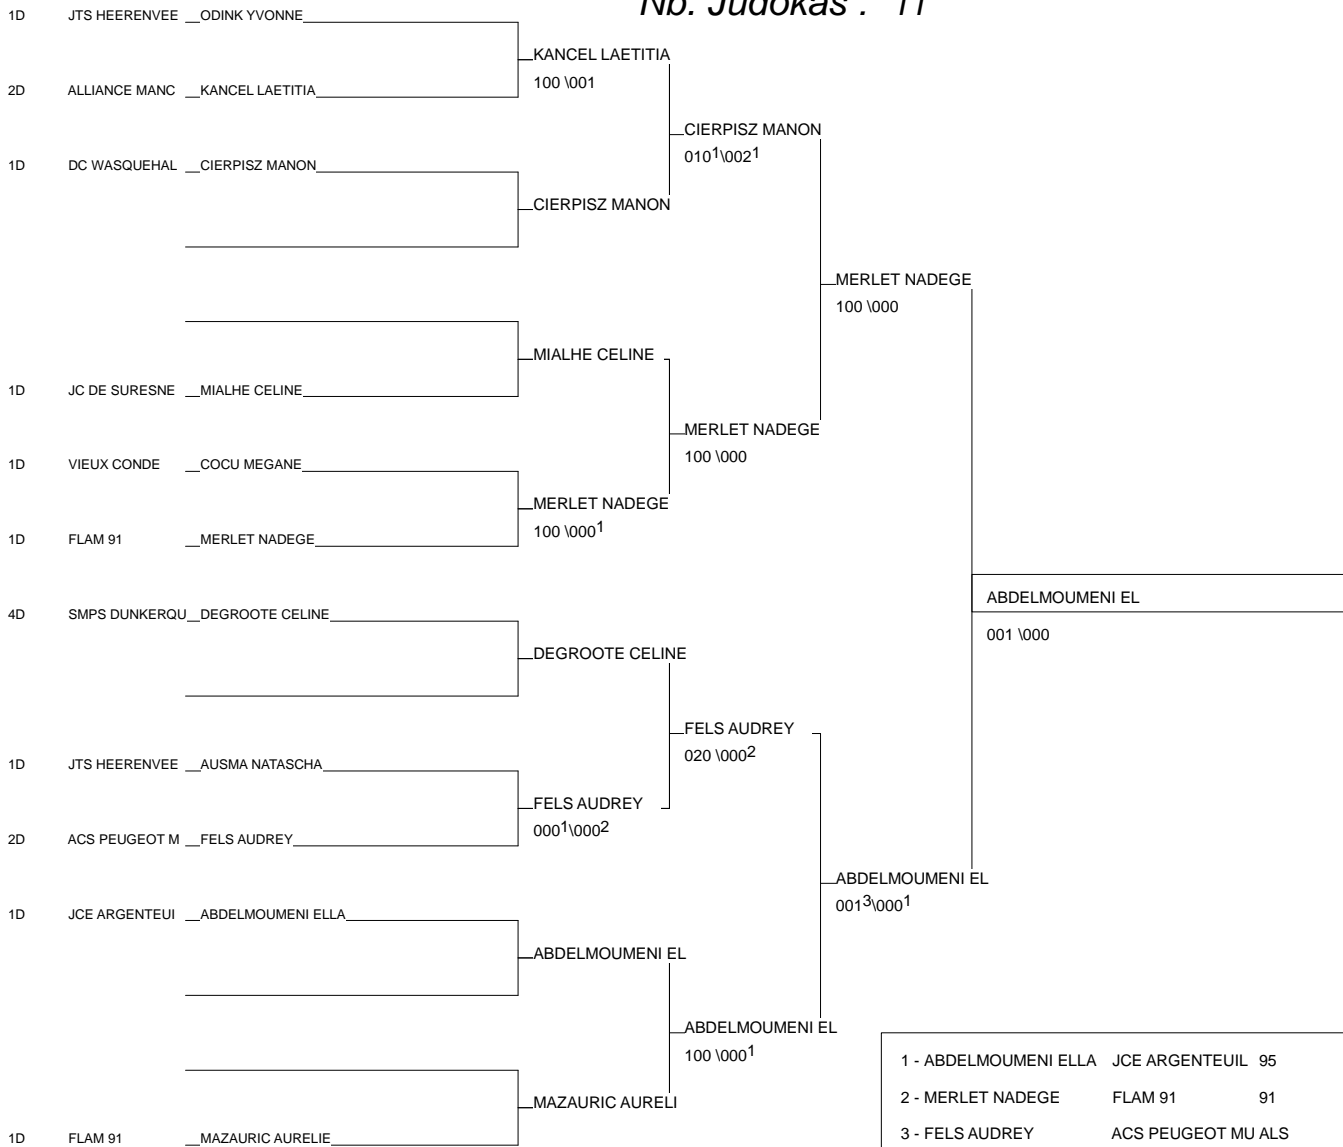 Nb. Judokas : 11
1D JTS HEERENVEE ODINK YVONNE
KANCEL LAETITIA
100 \001
2D ALLIANCE MANC KANCEL LAETITIA
CIERPISZ MANON
010¹\002¹
1D DC WASQUEHAL CIERPISZ MANON
CIERPISZ MANON
MERLET NADEGE
100 \000
MIALHE CELINE
1D JC DE SURESNE MIALHE CELINE
MERLET NADEGE
100 \000
1D VIEUX CONDE COCU MEGANE
MERLET NADEGE
100 \000¹
1D FLAM 91 MERLET NADEGE
ABDELMOUMENI EL
001 \000
4D SMPS DUNKERQU DEGROOTE CELINE
DEGROOTE CELINE
FELS AUDREY
020 \000²
1D JTS HEERENVEE AUSMA NATASCHA
FELS AUDREY
000¹\000²
2D ACS PEUGEOT M FELS AUDREY
ABDELMOUMENI EL
001³\000¹
1D JCE ARGENTEUI ABDELMOUMENI ELLA
ABDELMOUMENI EL
ABDELMOUMENI EL
100 \000¹
MAZAURIC AURELI
1D FLAM 91 MAZAURIC AURELIE
1 - ABDELMOUMENI ELLA JCE ARGENTEUIL 95
2 - MERLET NADEGE FLAM 91 91
3 - FELS AUDREY ACS PEUGEOT MU ALS